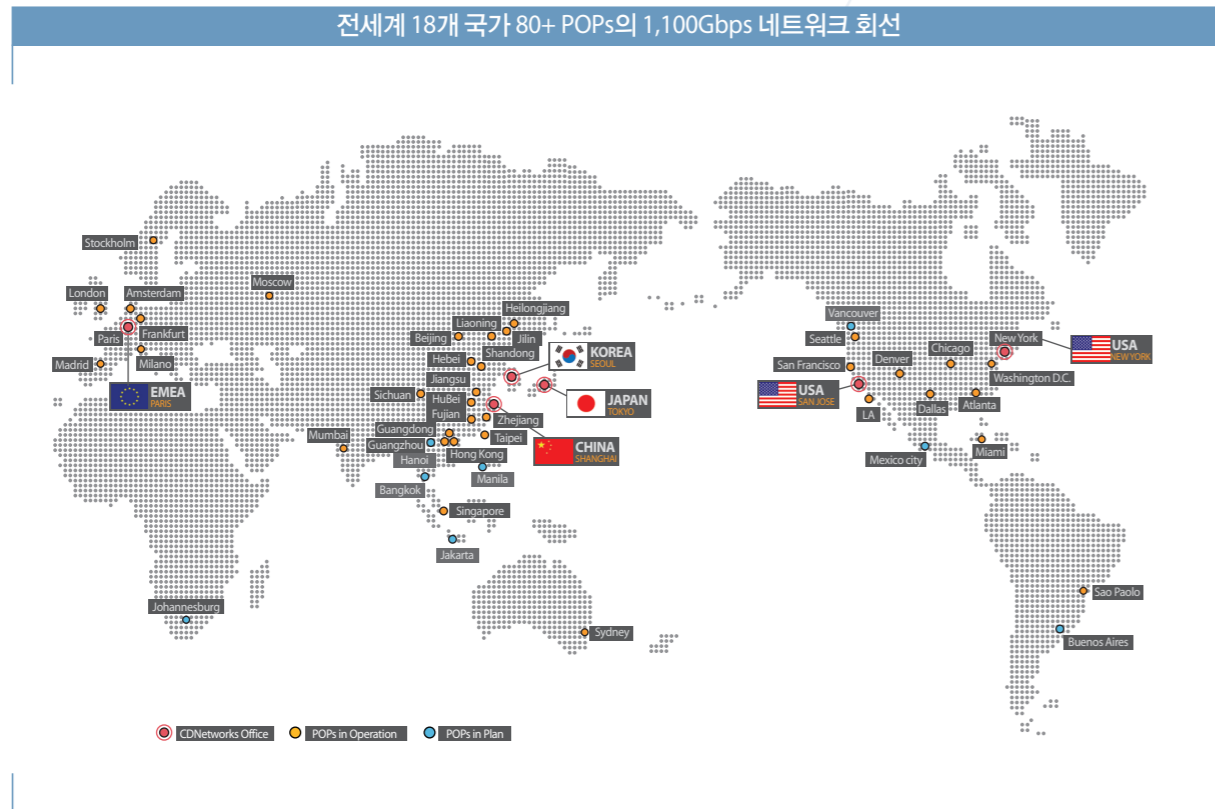 전세계 18개 국가 80+ POPs의 1,100Gbps 네트워크 회선
Stockholm
Moscow
London
Amsterdam
Paris
Frankfurt
Madrid
Milano
EMEA
PARIS
Heilongjiang
Liaoning
Beijing
Jilin
Shandong
Hebei
KOREA
SEOUL
Jiangsu
Sichuan
HuBei
JAPAN
TOKYO
Fujian
Zhejiang
Guangdong
Mumbai
Taipei
Guangzhou
CHINA
SHANGHAI
Hong Kong
Hanoi
Manila
Bangkok
Singapore
Jakarta
Johannesburg
Sydney
Vancouver
Seattle
New York
USA
NEW YORK
Chicago
Denver
San Francisco
Washington D.C.
USA
SAN JOSE
LA
Dallas
Atlanta
Mexico city
Miami
Sao Paolo
Buenos Aires
CDNetworks Office
POPs in Operation
POPs in Plan